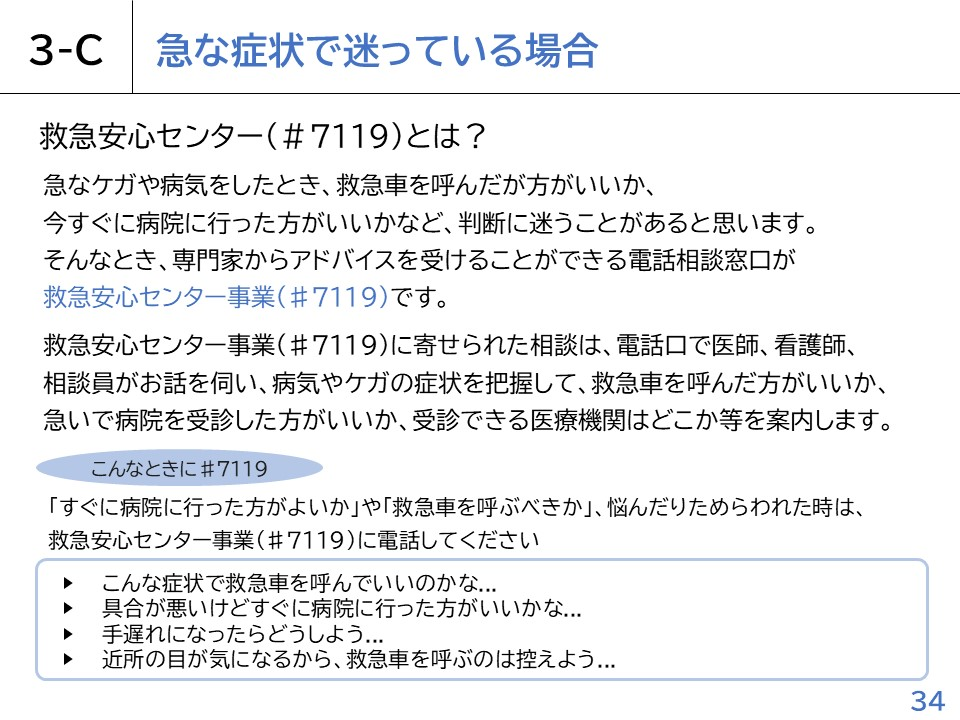 3-C
急な症状で迷っている場合
救急安心センター（＃7119）とは？
急なケガや病気をしたとき、救急車を呼んだが方がいいか、
今すぐに病院に行った方がいいかなど、判断に迷うことがあると思います。
そんなとき、専門家からアドバイスを受けることができる電話相談窓口が
救急安心センター事業（♯7119）です。
救急安心センター事業（♯7119）に寄せられた相談は、電話口で医師、看護師、
相談員がお話を伺い、病気やケガの症状を把握して、救急車を呼んだ方がいいか、
急いで病院を受診した方がいいか、受診できる医療機関はどこか等を案内します。
こんなときに♯7119
「すぐに病院に行った方がよいか」や「救急車を呼ぶべきか」、悩んだりためらわれた時は、
救急安心センター事業（♯7119）に電話してください
▶ こんな症状で救急車を呼んでいいのかな…
▶ 具合が悪いけどすぐに病院に行った方がいいかな…
▶ 手遅れになったらどうしよう…
▶ 近所の目が気になるから、救急車を呼ぶのは控えよう…
34